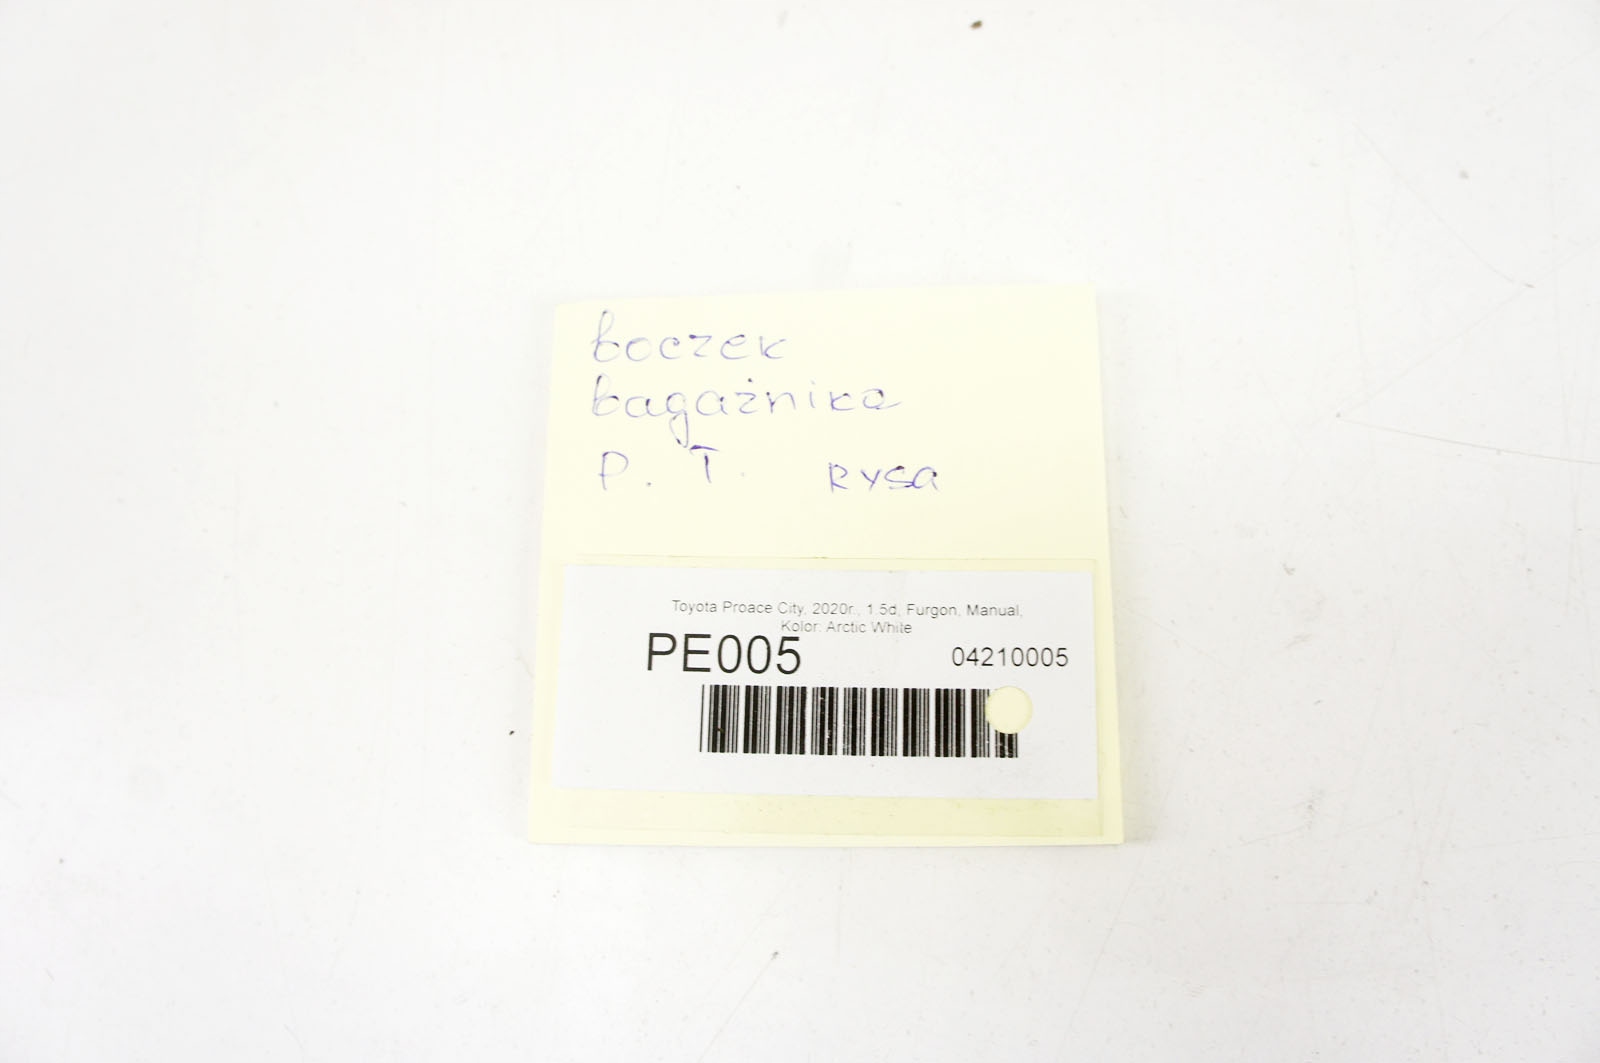 boczek
bagażnika
P. T. RYSA
Toyota Proace City, 2020r., 1.5d, Furgon, Manual,
Kolor: Arctic White
PE005 04210005